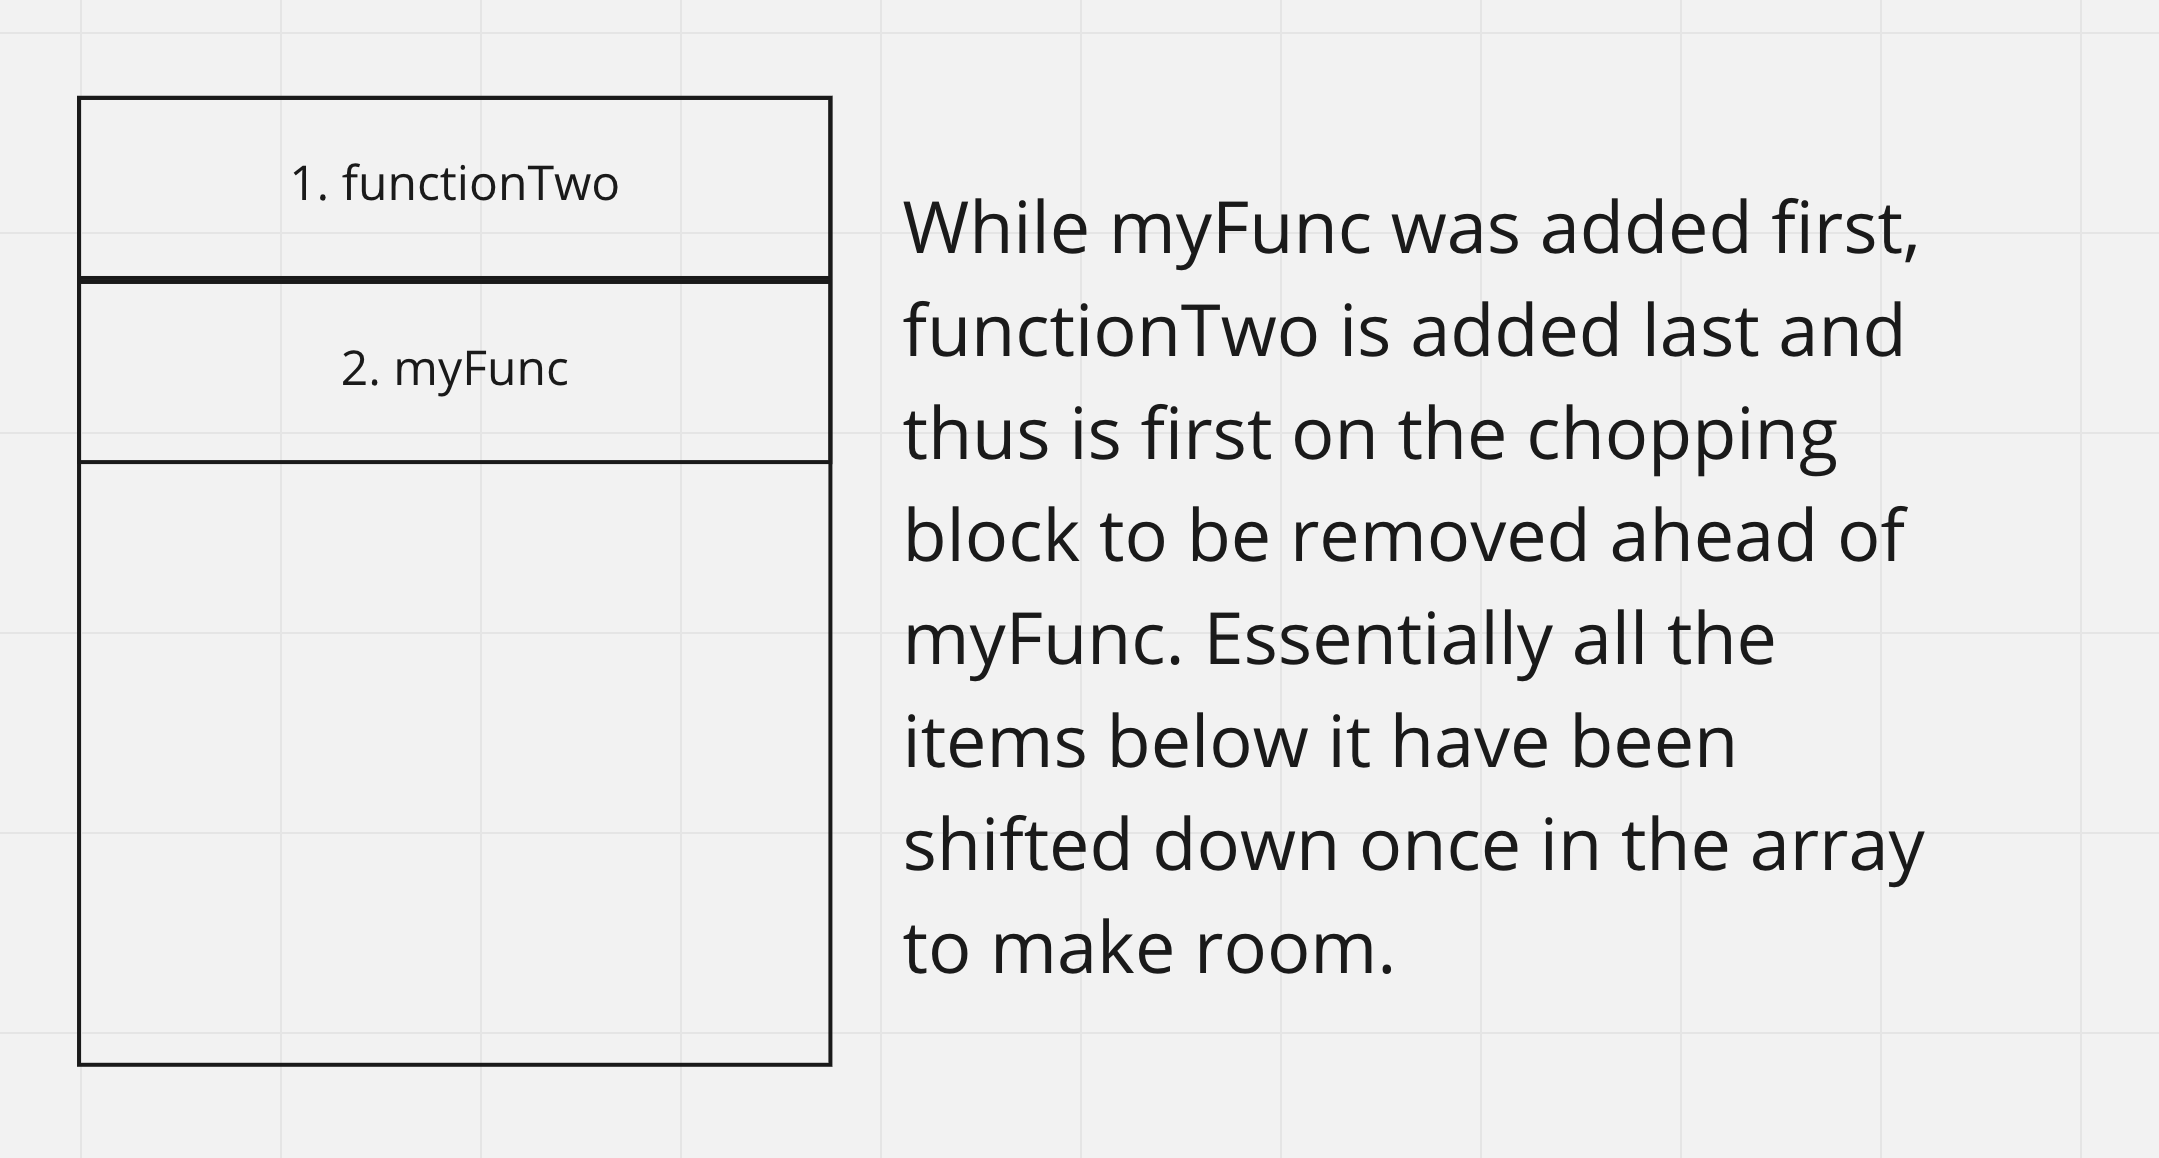 1. functionTwo
2. myFunc
While myFunc was added first,
functionTwo is added last and
thus is first on the chopping
block to be removed ahead of
myFunc. Essentially all the
items below it have been
shifted down once in the array
to make room.